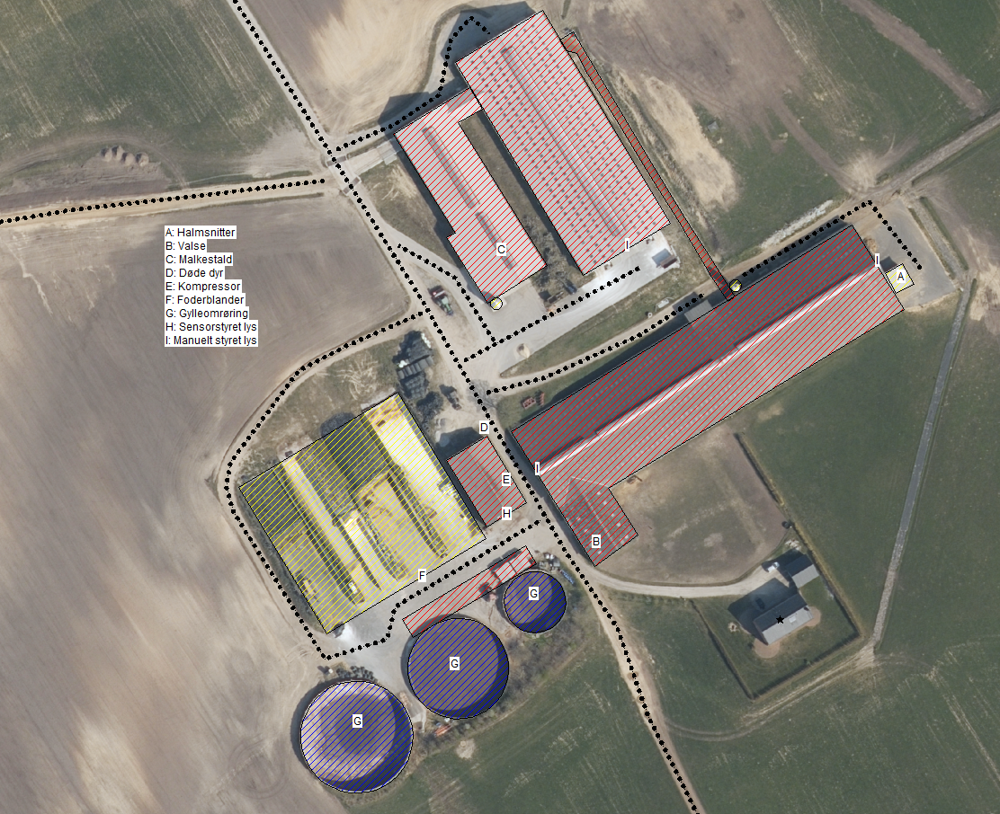 A: Halmsnitter
B: Valse
C: Malkestald
D: Døde dyr
E: Kompressor
F: Foderblander
G: Gylleomrøring
H: Sensorstyret lys
I: Manuelt styret lys
C
I
I
A
D
I
E
H
B
F
G
G
G